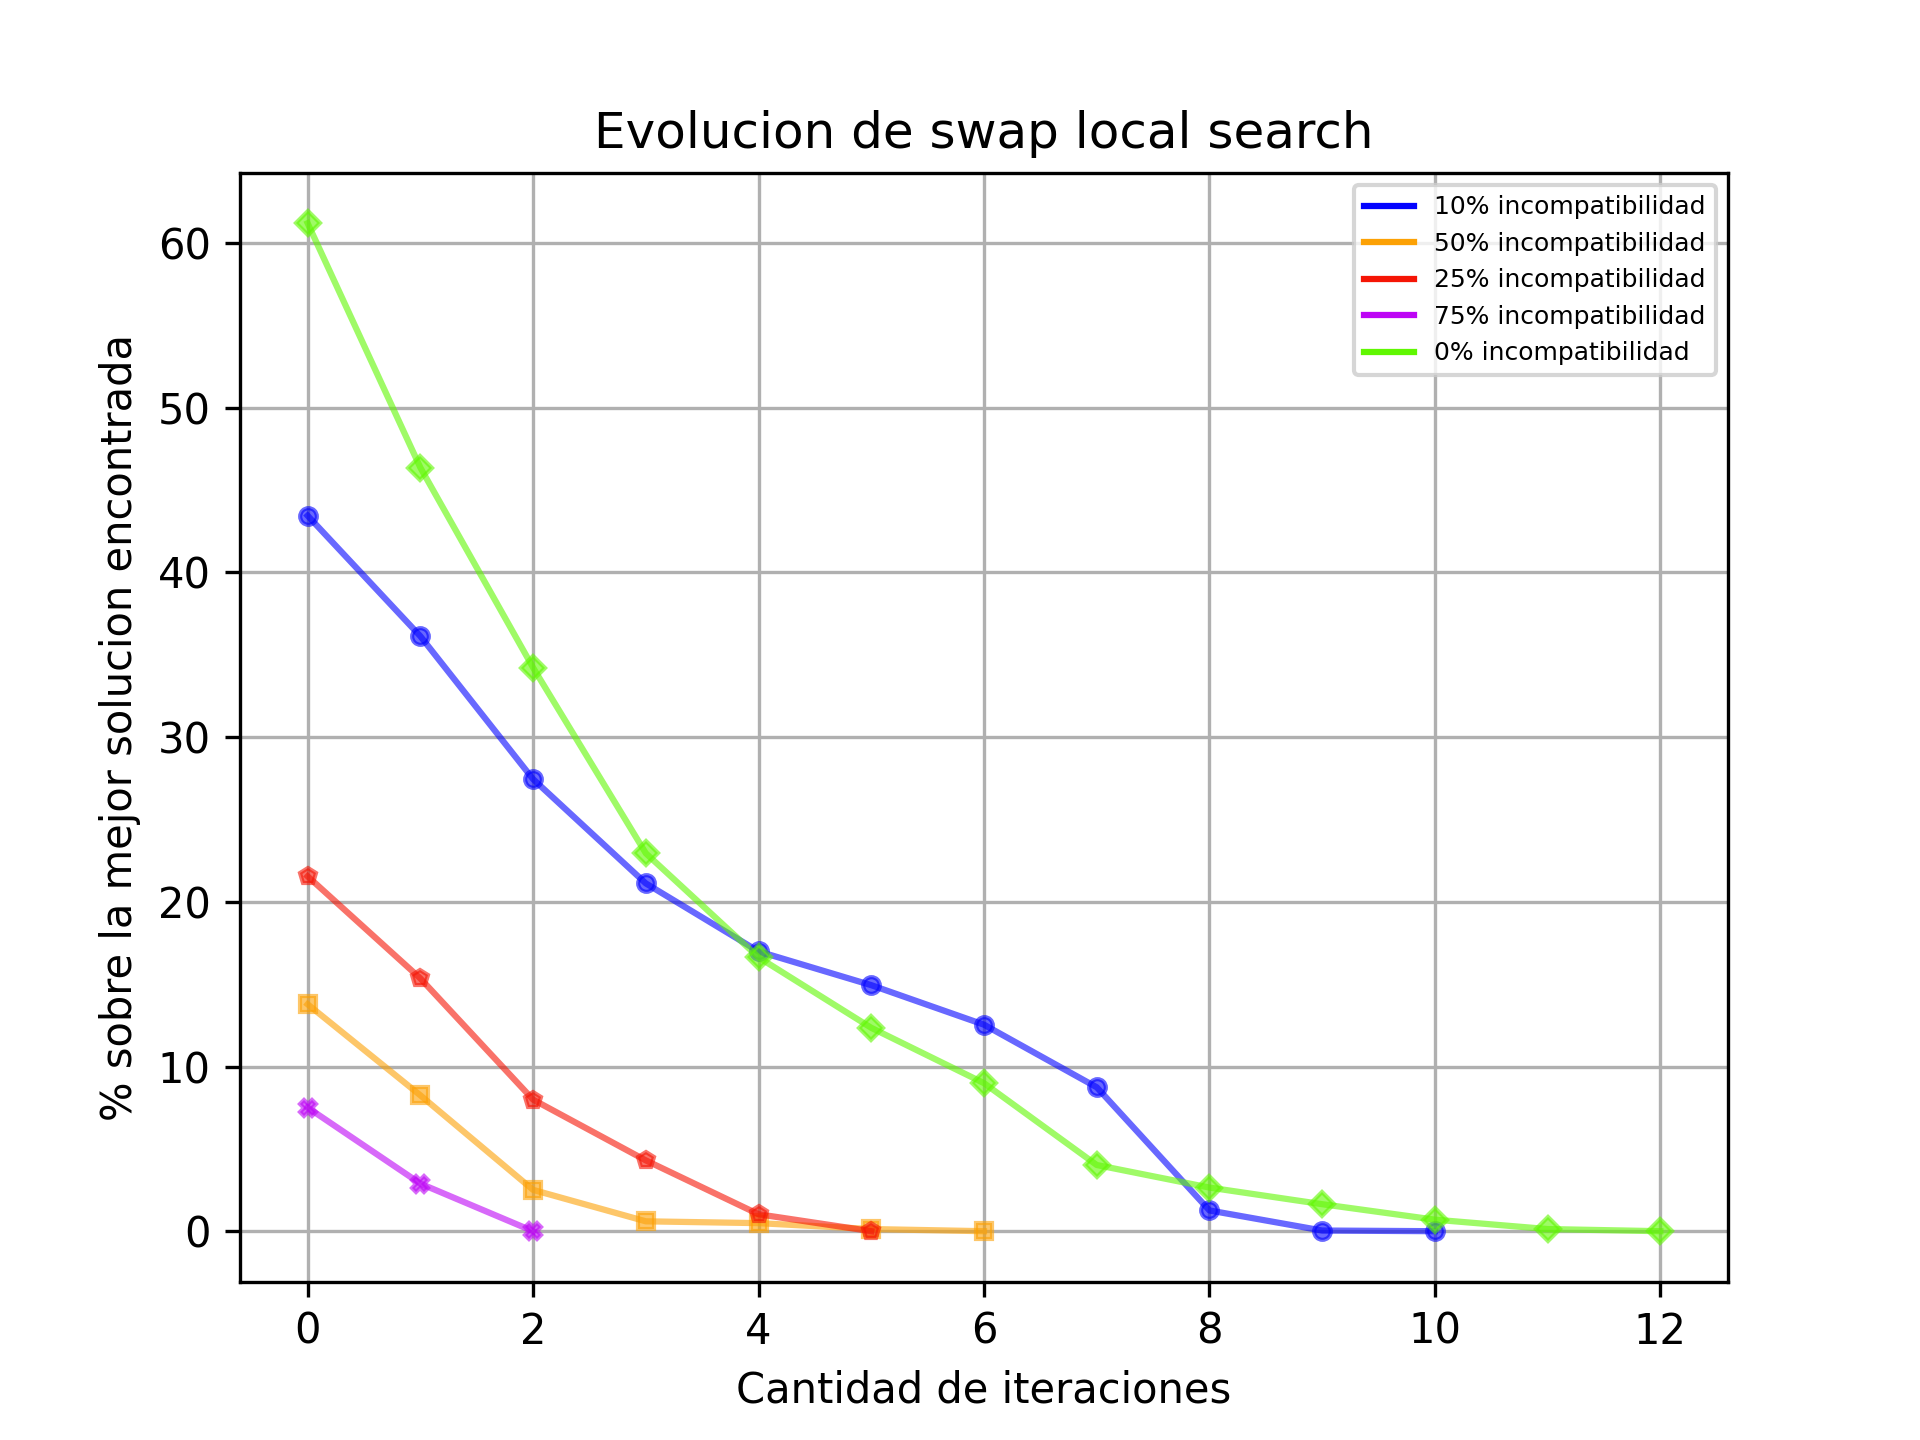 Evolucion de swap local search
10% incompatibilidad
50% incompatibilidad
25% incompatibilidad
75% incompatibilidad
0% incompatibilidad
% sobre la mejor solucion encontrada
60
50
40
30
20
10
0
0 2 4 6 8 10 12
Cantidad de iteraciones